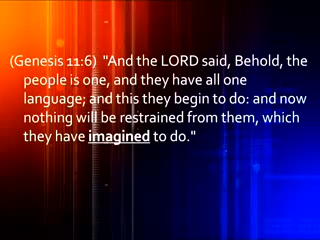 (Genesis 11:6) "And the LORD said, Behold, the
people is one, and they have all one
language; and this they begin to do: and now
nothing will be restrained from them, which
they have imagined to do."